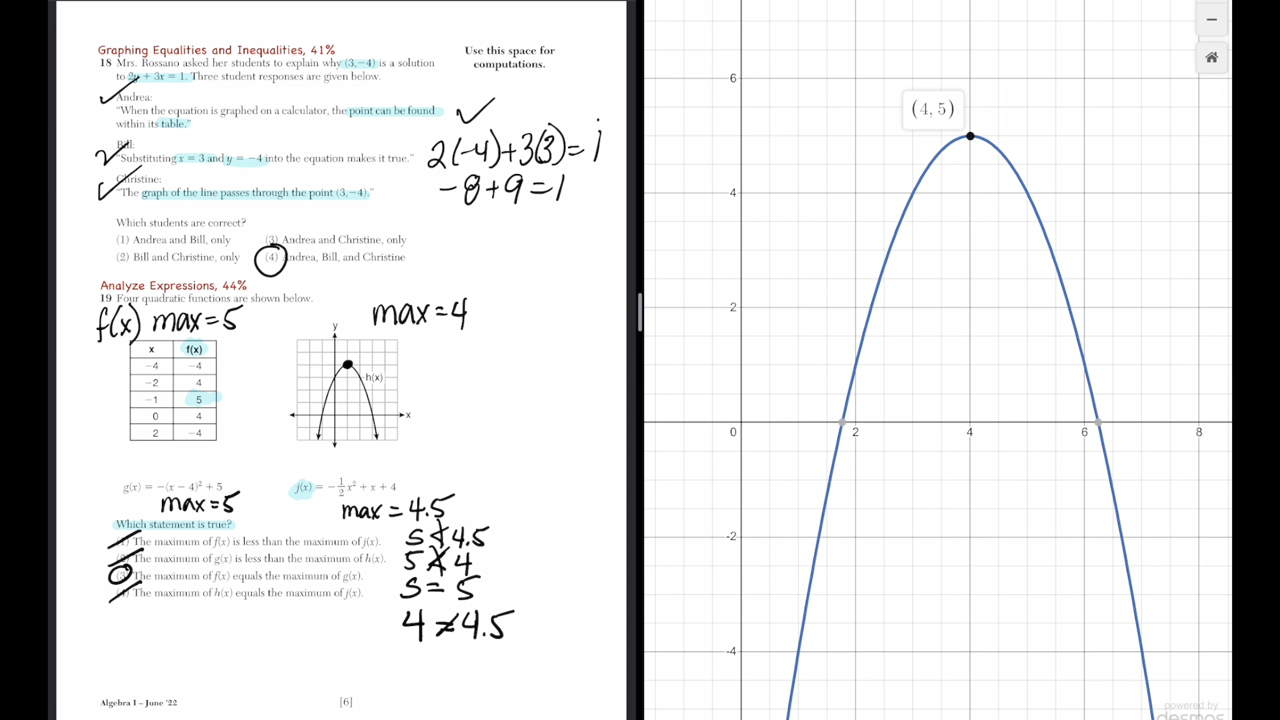 Graphing Equalities and Inequalities, 41%
Use this space for
computations.
18 Mrs. Rossano asked her students to explain why (3,−4) is a solution
to 2y + 3x = 1. Three student responses are given below.
Andrea:
"When the equation is graphed on a calculator, the point can be found
within its table."
Bill:
"Substituting x = 3 and y = −4 into the equation makes it true."
Christine:
"The graph of the line passes through the point (3,−4)."
2(-4)+3(3)=1
-8+9=1
Which students are correct?
(1) Andrea and Bill, only (3) Andrea and Christine, only
(2) Bill and Christine, only (4) Andrea, Bill, and Christine
Analyze Expressions, 44%
19 Four quadratic functions are shown below.
f(x) max=5 max=4
x f(x)
−4 −4
−2 4
−1 5
0 4
2 −4
y
h(x)
x
g(x) = −(x − 4)² + 5 j(x) = −1/2x² + x + 4
max=5 max=4.5
Which statement is true?
(1) The maximum of f(x) is less than the maximum of j(x). 5≮4.5
(2) The maximum of g(x) is less than the maximum of h(x). 5≮4
(3) The maximum of f(x) equals the maximum of g(x). 5=5
(4) The maximum of h(x) equals the maximum of j(x). 4≠4.5
Algebra I – June '22 [6]
(4, 5)
6
4
2
0 2 4 6 8
-2
-4
powered by
desmos